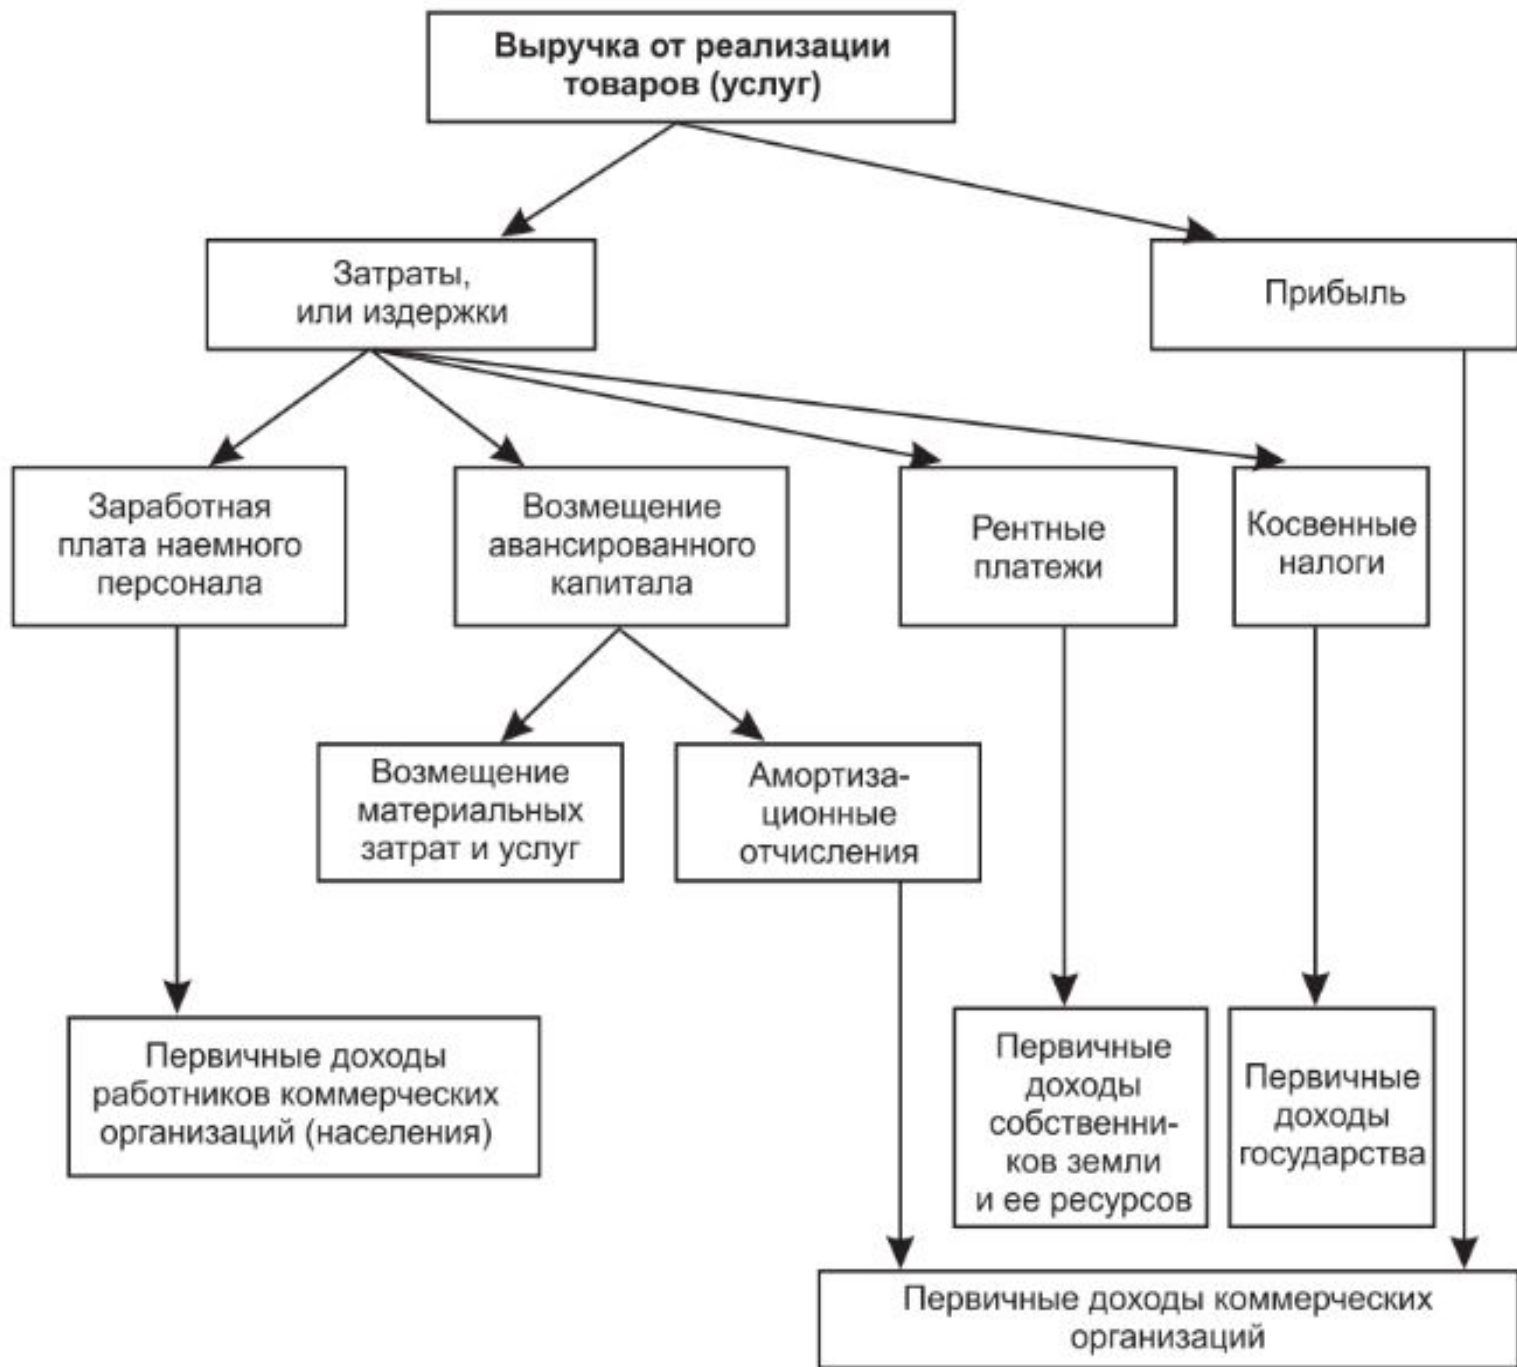 Выручка от реализации
товаров (услуг)
Затраты,
или издержки
Прибыль
Заработная
плата наемного
персонала
Возмещение
авансированного
капитала
Рентные
платежи
Косвенные
налоги
Возмещение
материальных
затрат и услуг
Амортиза-
ционные
отчисления
Первичные доходы
работников коммерческих
организаций (населения)
Первичные
доходы
собственни-
ков земли
и ее ресурсов
Первичные
доходы
государства
Первичные доходы коммерческих
организаций